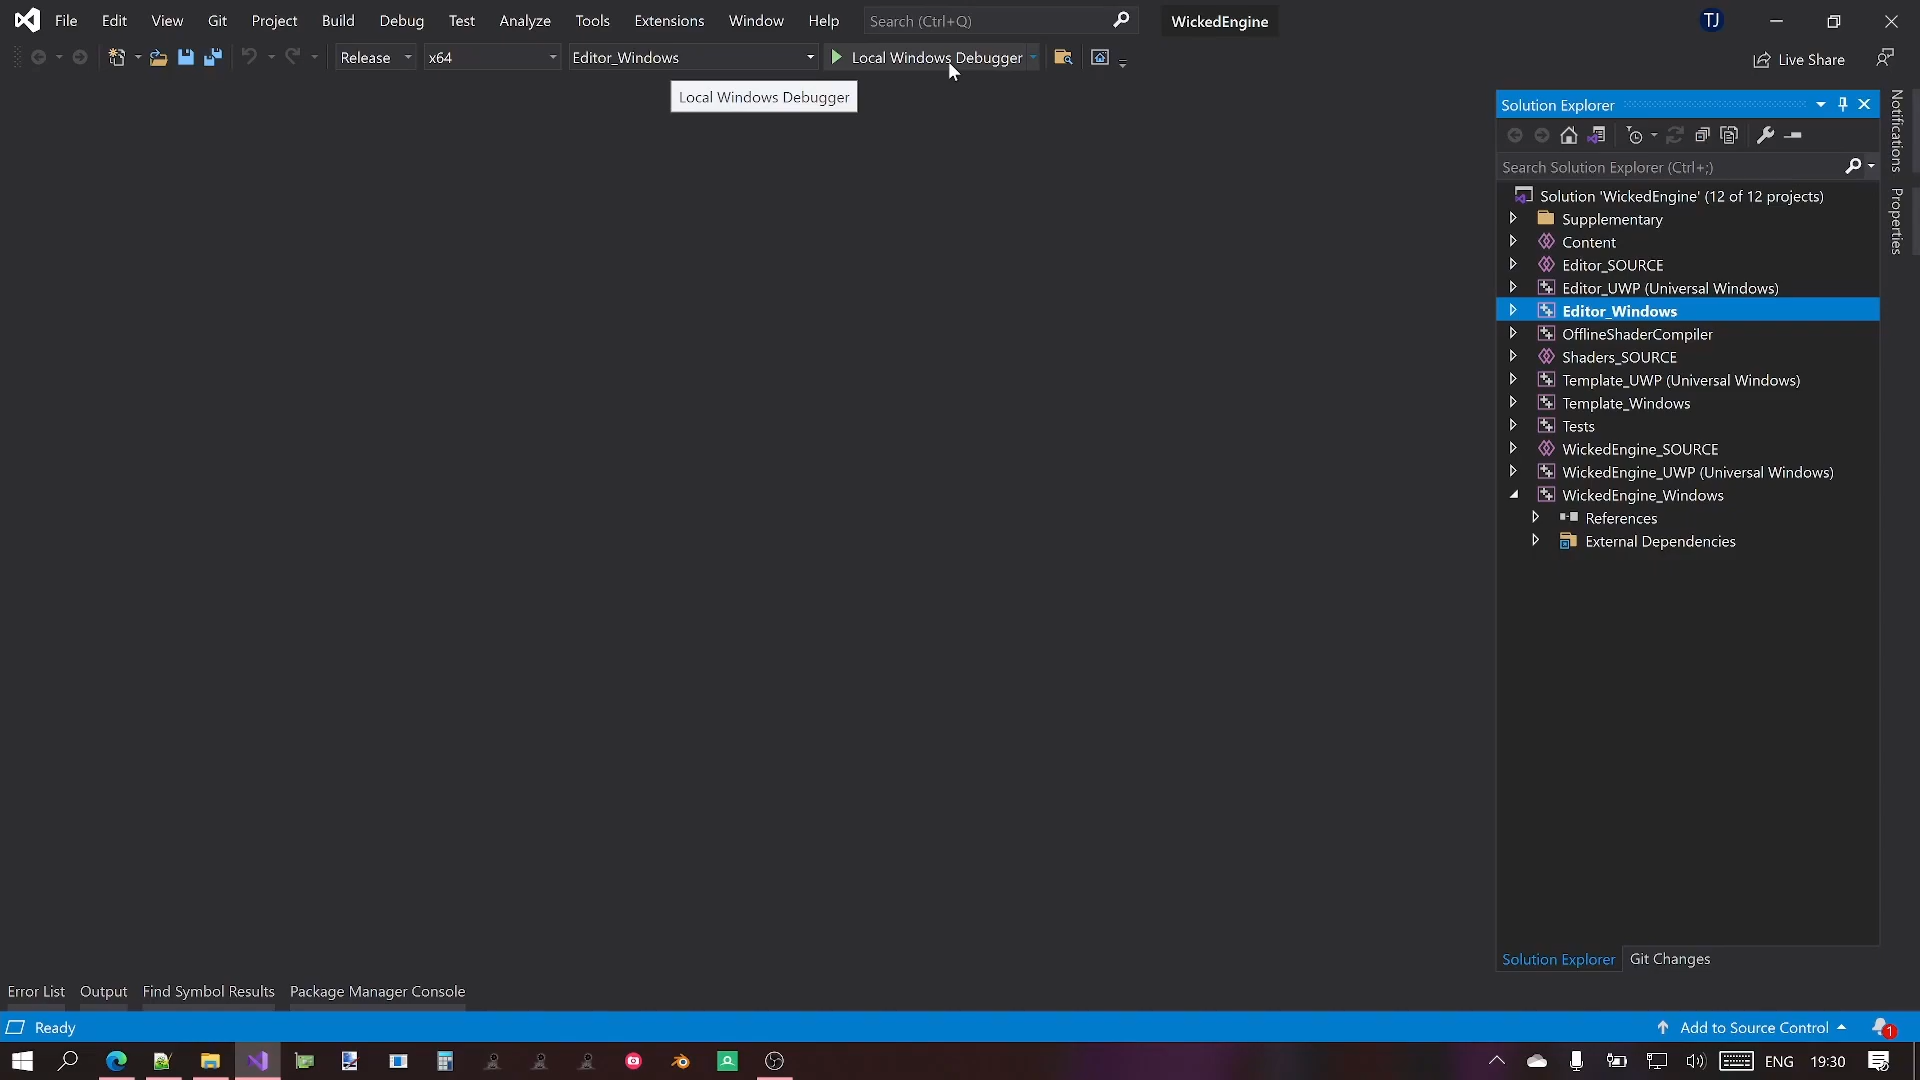 File Edit View Git Project Build Debug Test Analyze Tools Extensions Window Help Search (Ctrl+Q) WickedEngine TJ
Release x64 Editor_Windows Local Windows Debugger Live Share
Local Windows Debugger
Solution Explorer
Search Solution Explorer (Ctrl+;)
Solution 'WickedEngine' (12 of 12 projects)
Supplementary
Content
Editor_SOURCE
Editor_UWP (Universal Windows)
Editor_Windows
OfflineShaderCompiler
Shaders_SOURCE
Template_UWP (Universal Windows)
Template_Windows
Tests
WickedEngine_SOURCE
WickedEngine_UWP (Universal Windows)
WickedEngine_Windows
References
External Dependencies
Solution Explorer Git Changes
Notifications
Properties
Error List Output Find Symbol Results Package Manager Console
Ready Add to Source Control 1
ENG 19:30